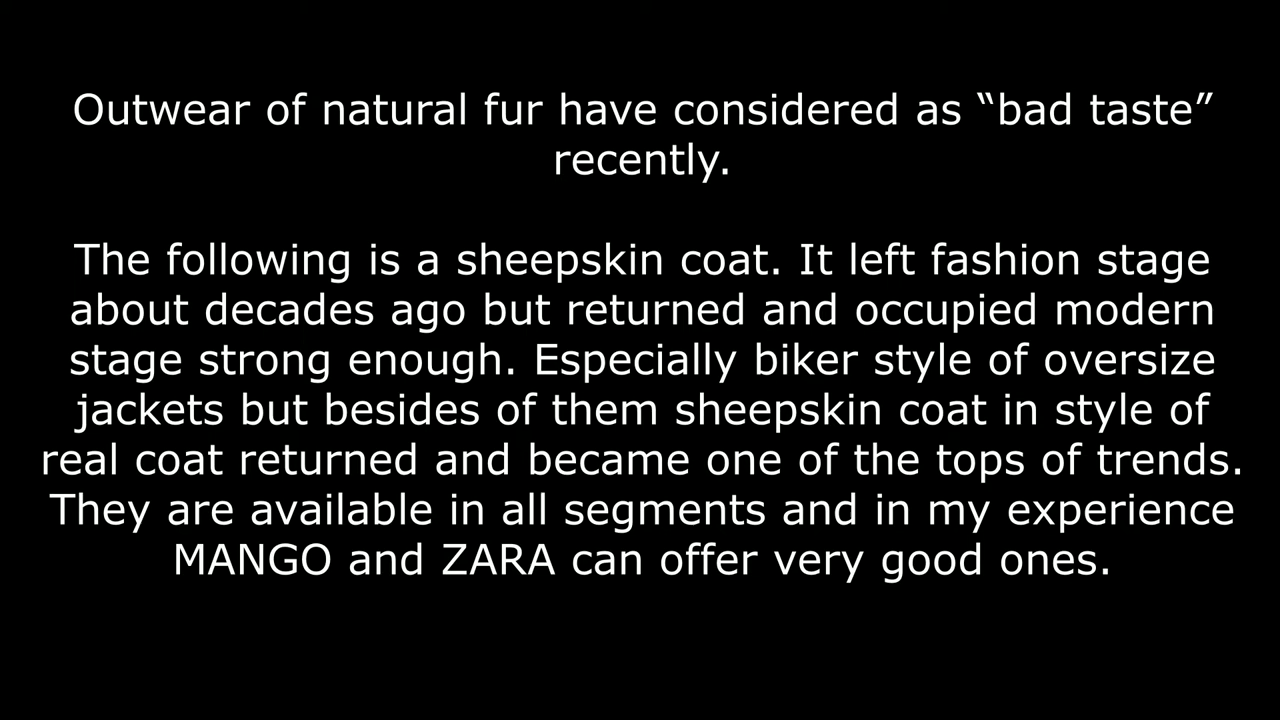 Outwear of natural fur have considered as “bad taste”
recently.
The following is a sheepskin coat. It left fashion stage
about decades ago but returned and occupied modern
stage strong enough. Especially biker style of oversize
jackets but besides of them sheepskin coat in style of
real coat returned and became one of the tops of trends.
They are available in all segments and in my experience
MANGO and ZARA can offer very good ones.